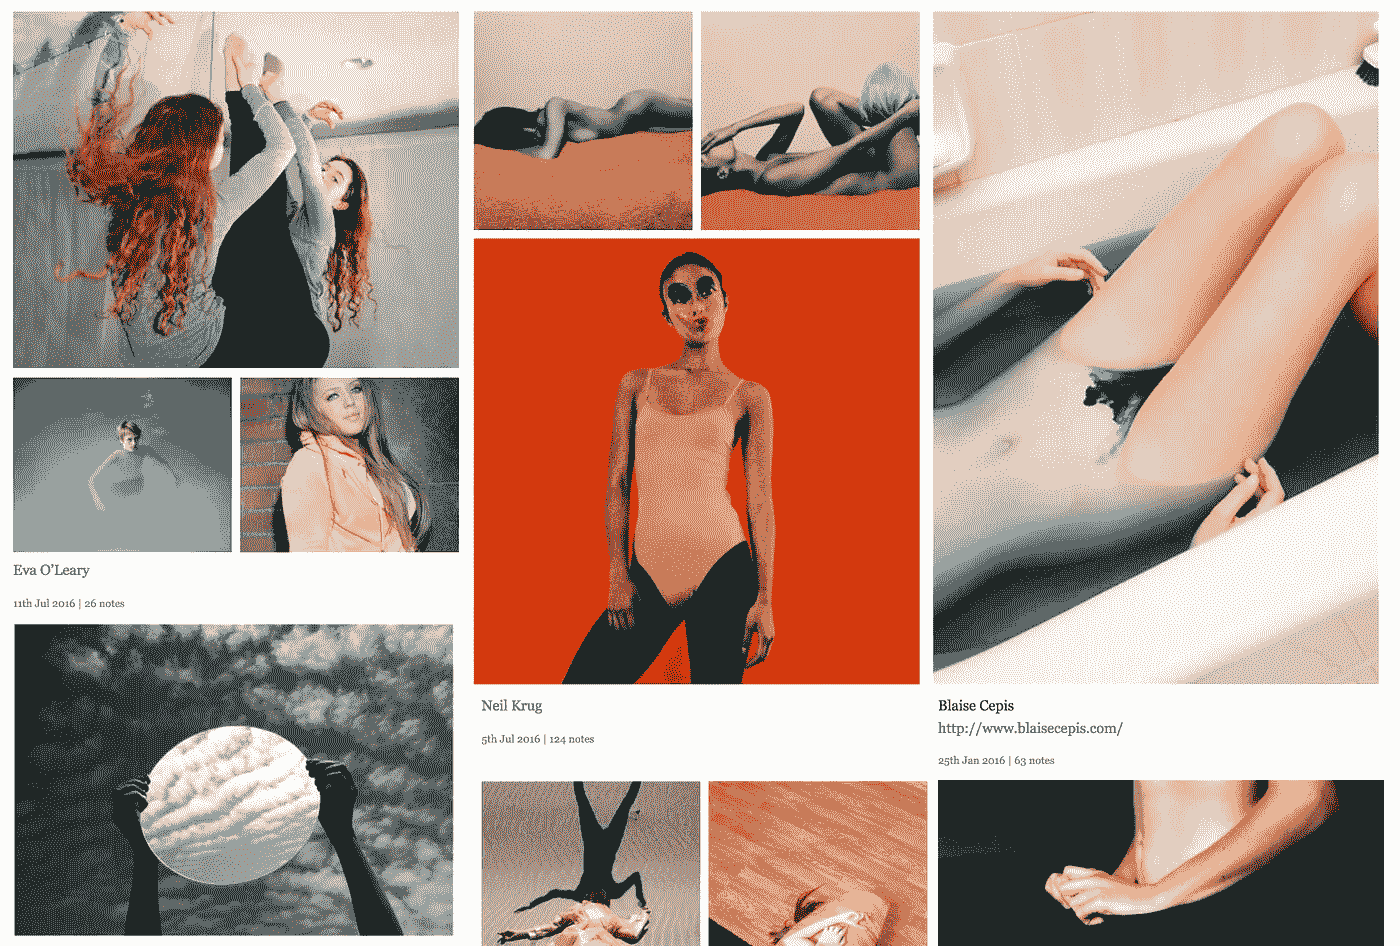 Eva O'Leary
11th Jul 2016 | 26 notes
Neil Krug
5th Jul 2016 | 124 notes
Blaise Cepis
http://www.blaisecepis.com/
25th Jan 2016 | 63 notes